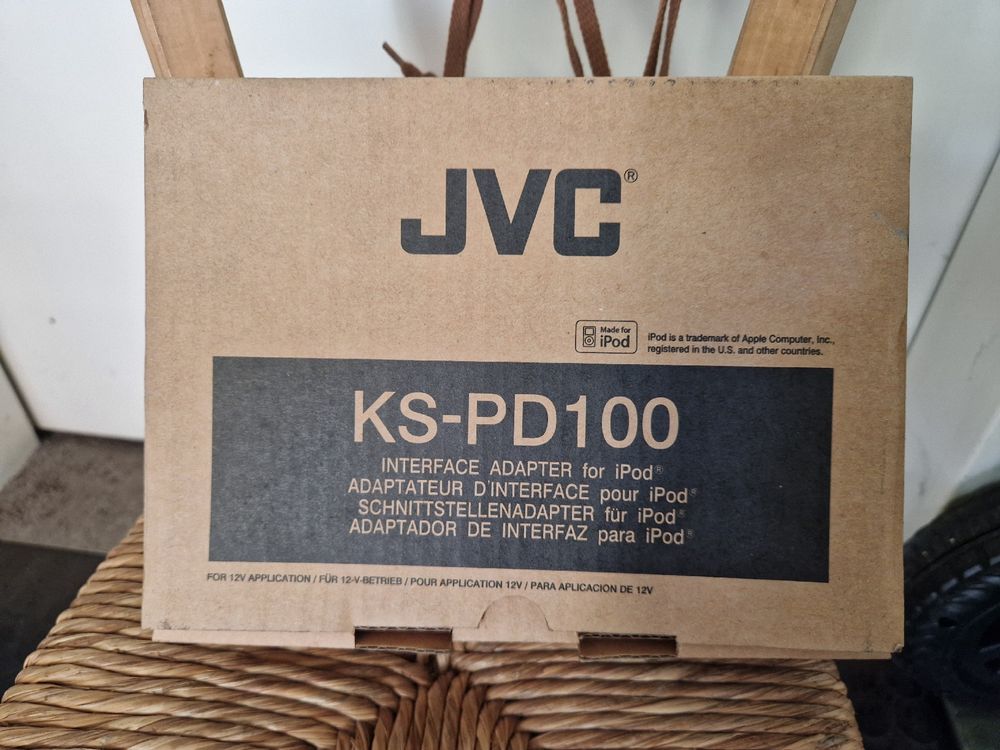 JVC®
Made for
iPod
iPod is a trademark of Apple Computer, Inc.,
registered in the U.S. and other countries.
KS-PD100
INTERFACE ADAPTER for iPod®
ADAPTATEUR D'INTERFACE pour iPod®
SCHNITTSTELLENADAPTER für iPod®
ADAPTADOR DE INTERFAZ para iPod®
FOR 12V APPLICATION / FÜR 12-V-BETRIEB / POUR APPLICATION 12V / PARA APLICACION DE 12V